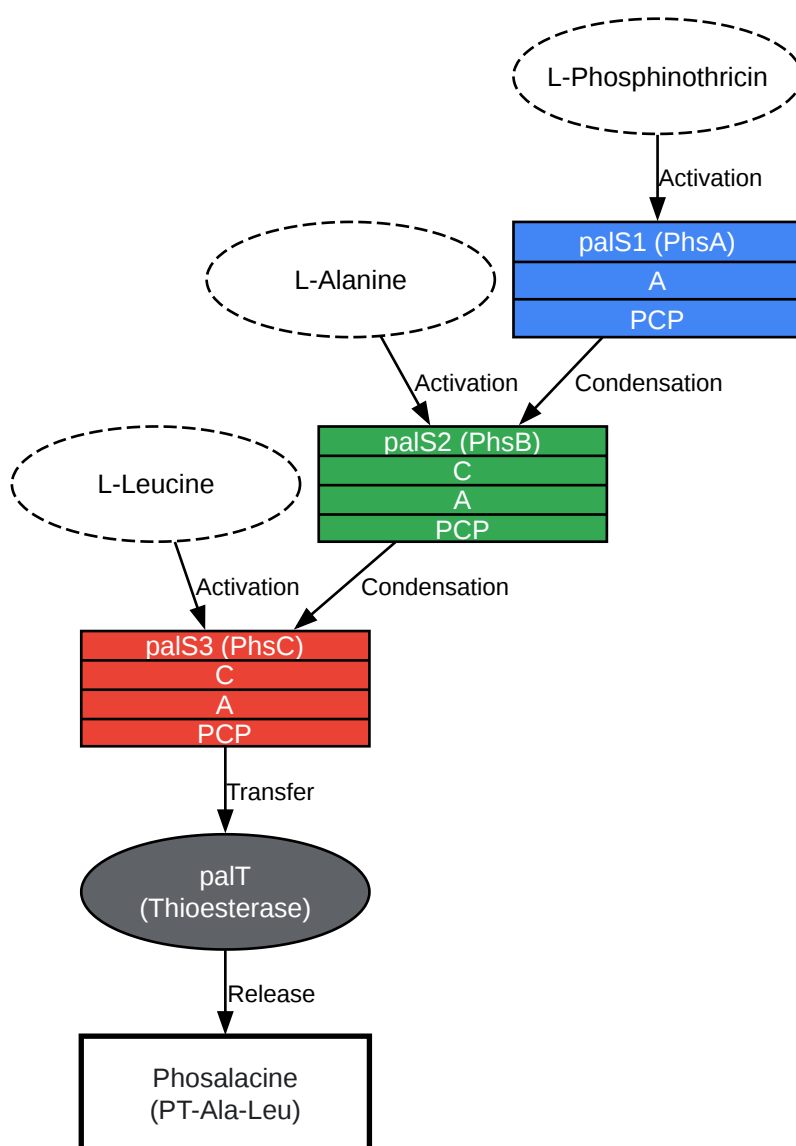 L-Phosphinothricin
Activation
palS1 (PhsA)
A
PCP
L-Alanine
Activation
Condensation
palS2 (PhsB)
C
A
PCP
L-Leucine
Activation
Condensation
palS3 (PhsC)
C
A
PCP
Transfer
palT
(Thioesterase)
Release
Phosalacine
(PT-Ala-Leu)